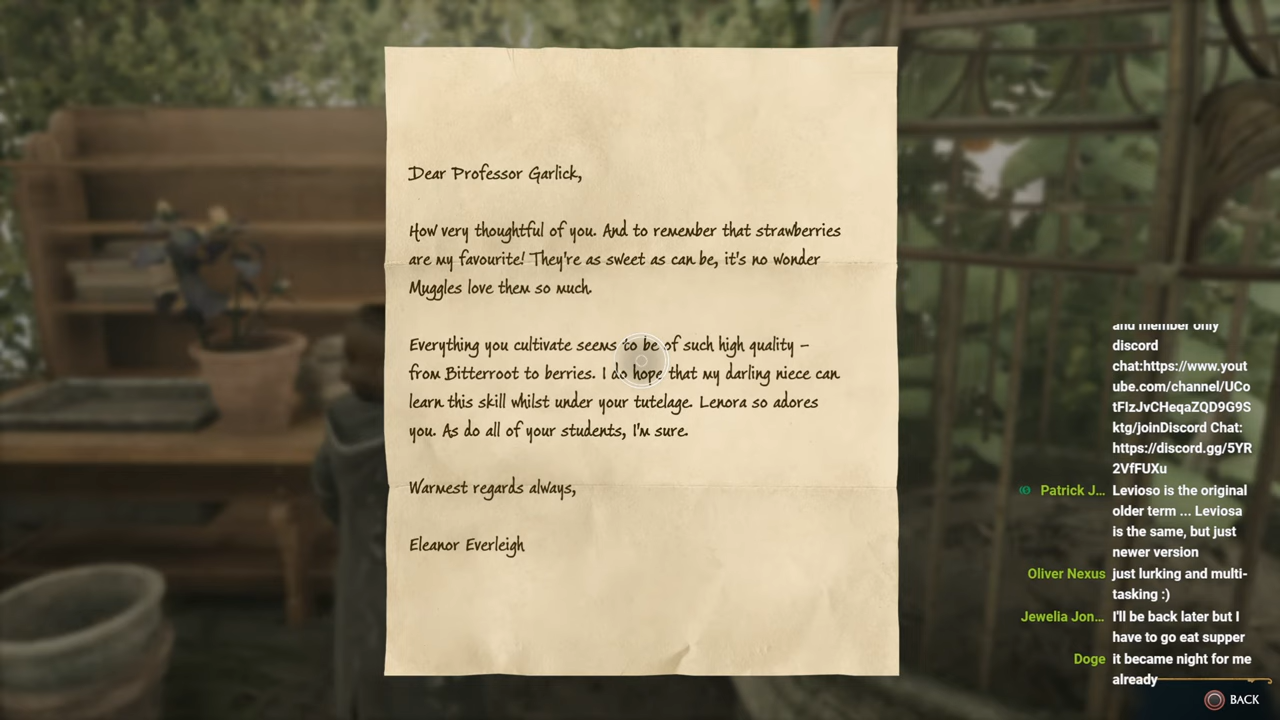 Dear Professor Garlick,
How very thoughtful of you. And to remember that strawberries
are my favourite! They're as sweet as can be, it's no wonder
Muggles love them so much.
Everything you cultivate seems to be of such high quality –
from Bitterroot to berries. I do hope that my darling niece can
learn this skill whilst under your tutelage. Lenora so adores
you. As do all of your students, I'm sure.
Warmest regards always,
Eleanor Everleigh
and member only
discord
chat:https://www.yout
ube.com/channel/UCo
tFIzJvCHeqaZQD9G9S
ktg/joinDiscord Chat:
https://discord.gg/5YR
2VfFUXu
Patrick J... Levioso is the original
older term ... Leviosa
is the same, but just
newer version
Oliver Nexus just lurking and multi-
tasking :)
Jewelia Jon... I'll be back later but I
have to go eat supper
Doge it became night for me
already
BACK